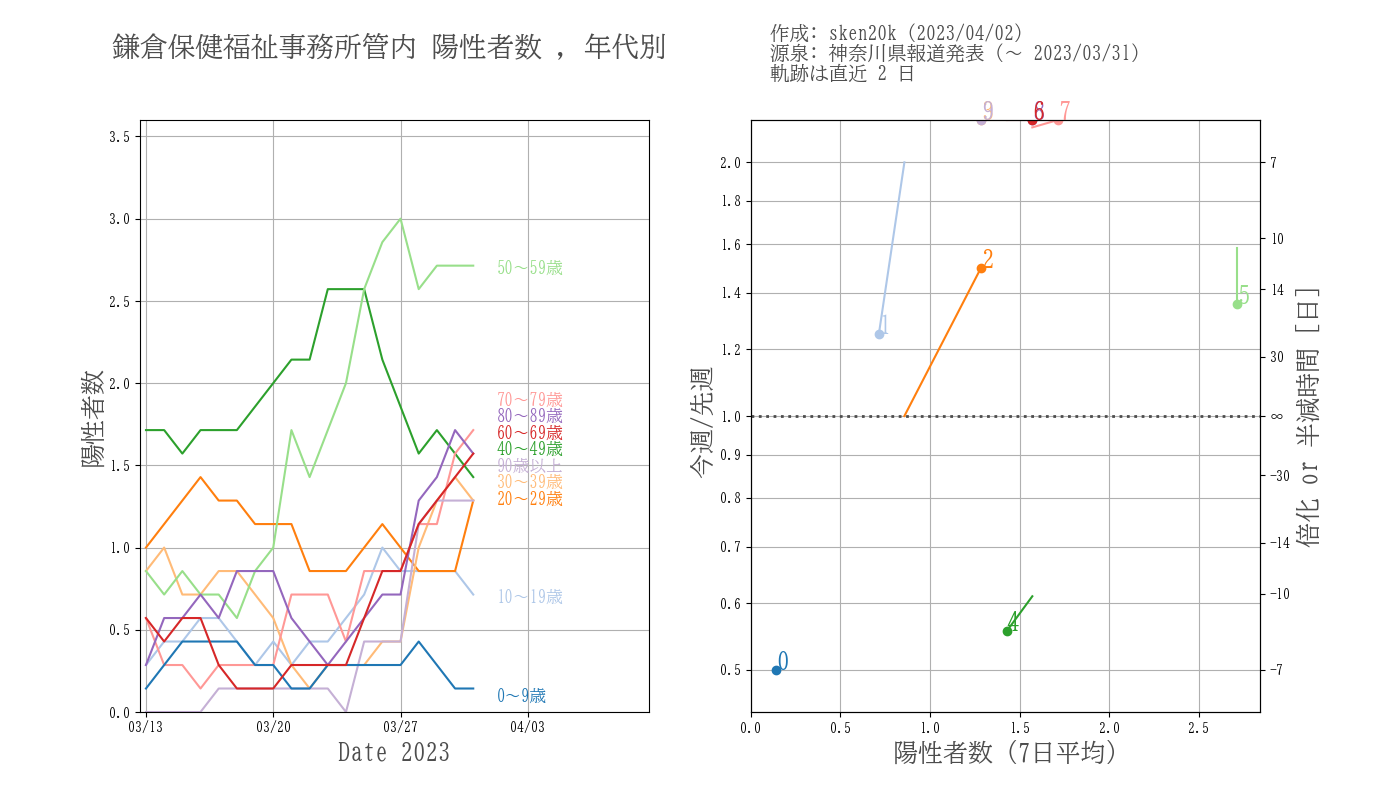 鎌倉保健福祉事務所管内 陽性者数 , 年代別
作成: sken20k (2023/04/02)
源泉: 神奈川県報道発表 (〜 2023/03/31)
軌跡は直近 2 日
陽性者数
3.5
3.0
2.5
2.0
1.5
1.0
0.5
0.0
03/13
03/20
03/27
04/03
Date 2023
50〜59歳
70〜79歳
80〜89歳
60〜69歳
40〜49歳
90歳以上
30〜39歳
20〜29歳
10〜19歳
0〜9歳
今週/先週
2.0
1.8
1.6
1.4
1.2
1.0
0.9
0.8
0.7
0.6
0.5
9
6
7
2
1
5
4
0
0.0
0.5
1.0
1.5
2.0
2.5
陽性者数 (7日平均)
7
10
14
30
∞
−30
−14
−10
−7
倍化 or 半減時間 [日]